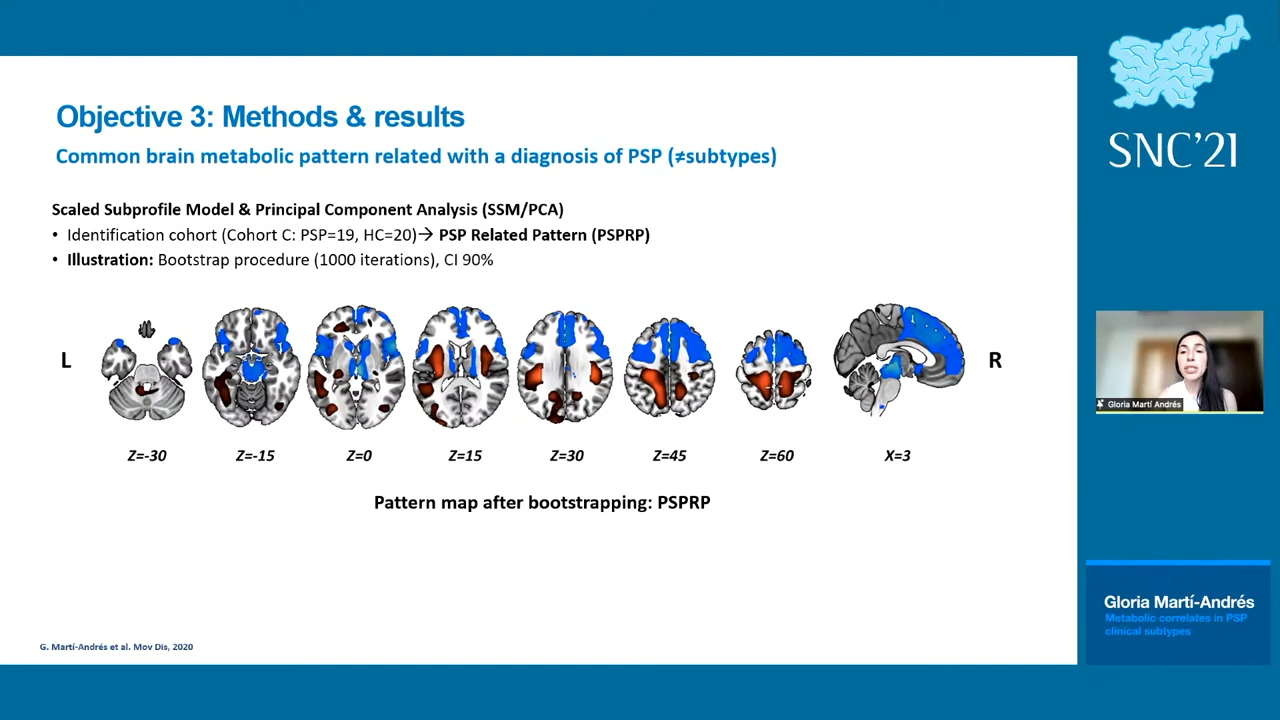 Objective 3: Methods & results
Common brain metabolic pattern related with a diagnosis of PSP (≠subtypes)
Scaled Subprofile Model & Principal Component Analysis (SSM/PCA)
• Identification cohort (Cohort C: PSP=19, HC=20)→ PSP Related Pattern (PSPRP)
• Illustration: Bootstrap procedure (1000 iterations), CI 90%
L
R
Z=-30
Z=-15
Z=0
Z=15
Z=30
Z=45
Z=60
X=3
Pattern map after bootstrapping: PSPRP
G. Martí-Andrés et al. Mov Dis, 2020
SNC'21
Gloria Martí Andrés
Gloria Martí-Andrés
Metabolic correlates in PSP
clinical subtypes